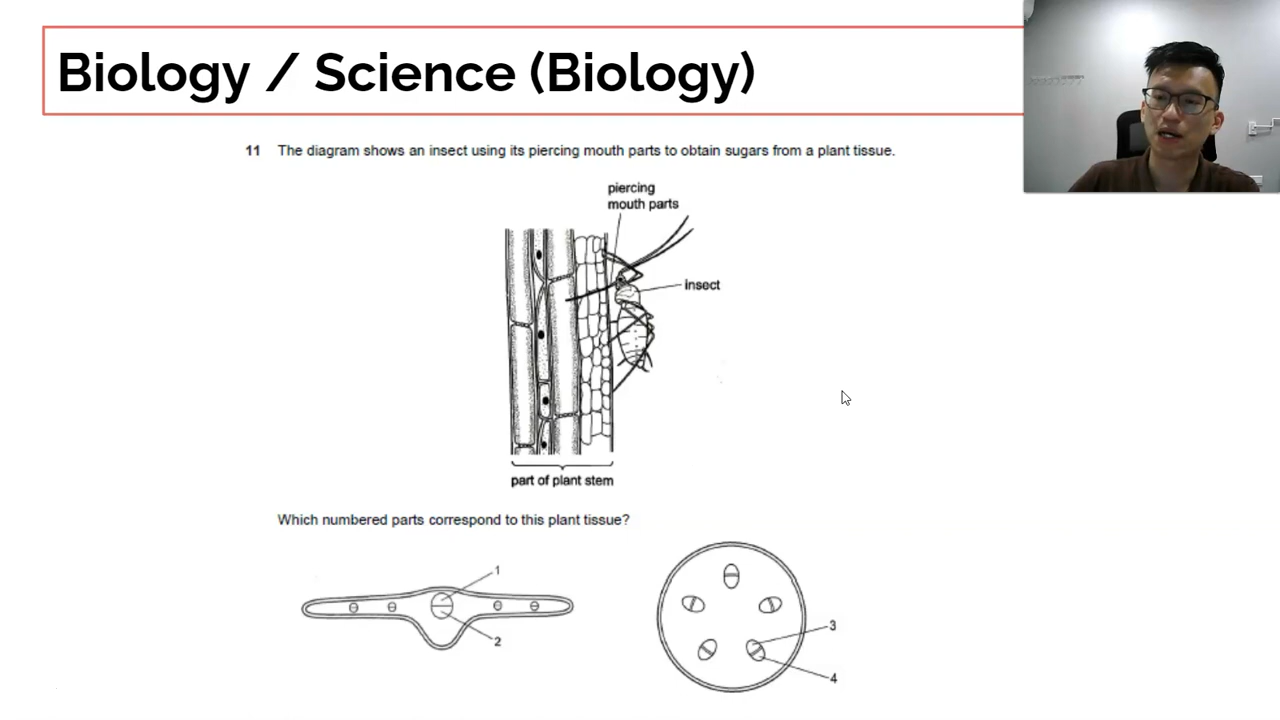 Biology / Science (Biology)
11 The diagram shows an insect using its piercing mouth parts to obtain sugars from a plant tissue.
piercing
mouth parts
insect
part of plant stem
Which numbered parts correspond to this plant tissue?
1
2
3
4